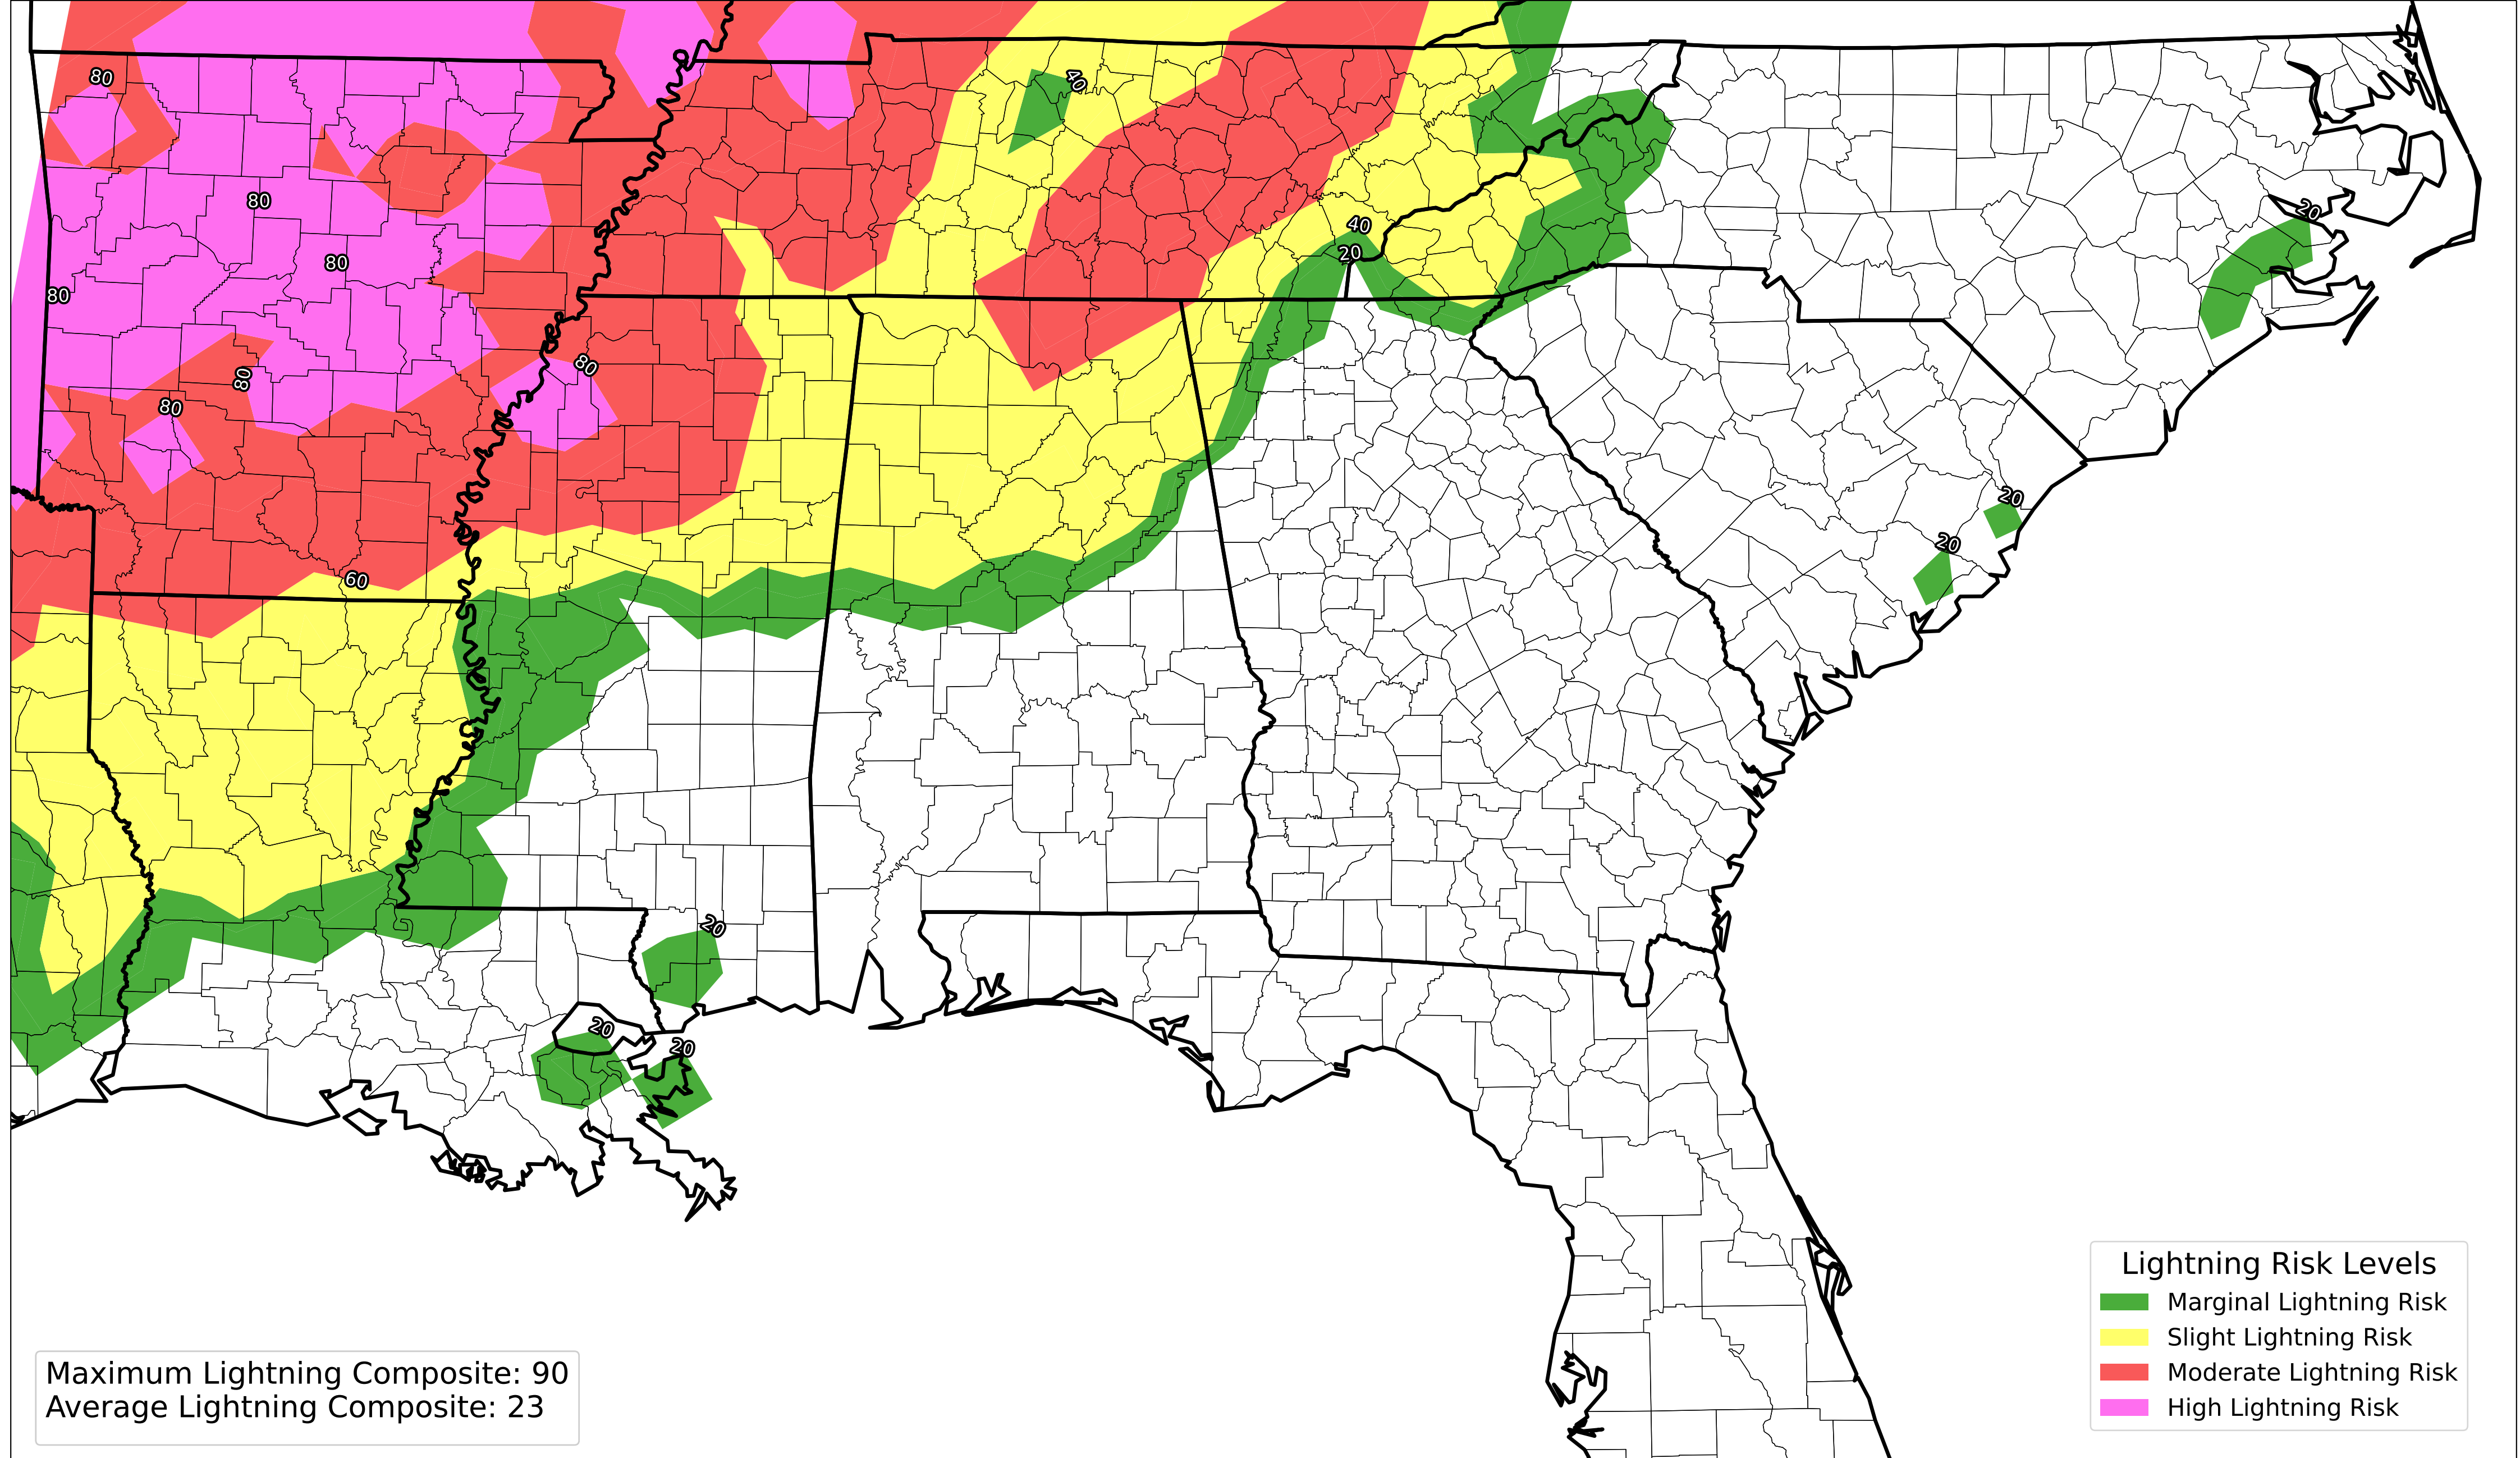 80
40
80
20
40
20
80
80
80
80
80
20
20
60
20
20
20
Lightning Risk Levels
Marginal Lightning Risk
Slight Lightning Risk
Moderate Lightning Risk
High Lightning Risk
Maximum Lightning Composite: 90
Average Lightning Composite: 23